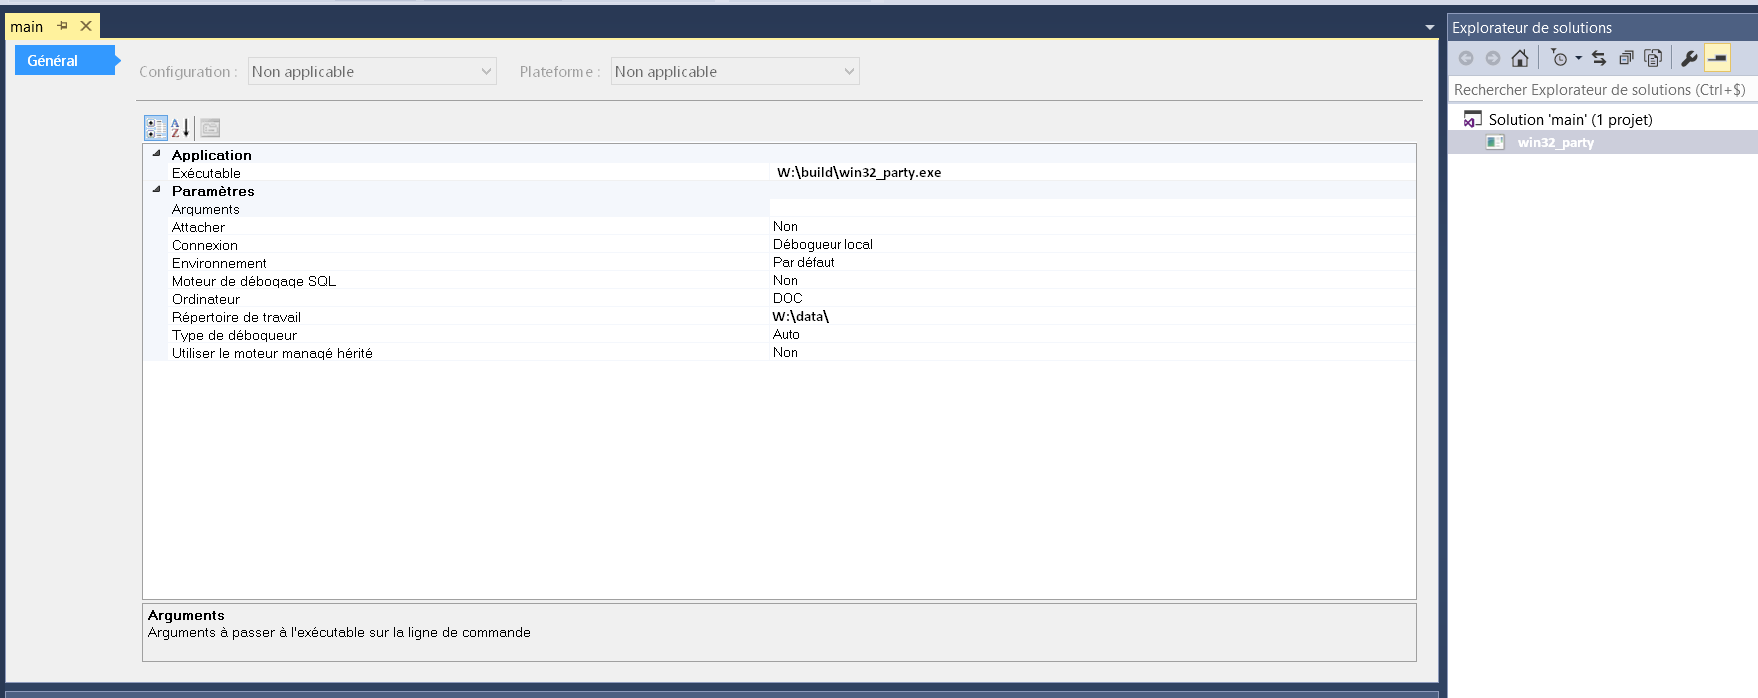 main
Général
Configuration : Non applicable Plateforme : Non applicable
Application
Exécutable W:\build\win32_party.exe
Paramètres
Arguments
Attacher Non
Connexion Débogueur local
Environnement Par défaut
Moteur de débogage SQL Non
Ordinateur DOC
Répertoire de travail W:\data\
Type de débogueur Auto
Utiliser le moteur managé hérité Non
Arguments
Arguments à passer à l'exécutable sur la ligne de commande
Explorateur de solutions
Rechercher Explorateur de solutions (Ctrl+$)
Solution 'main' (1 projet)
win32_party